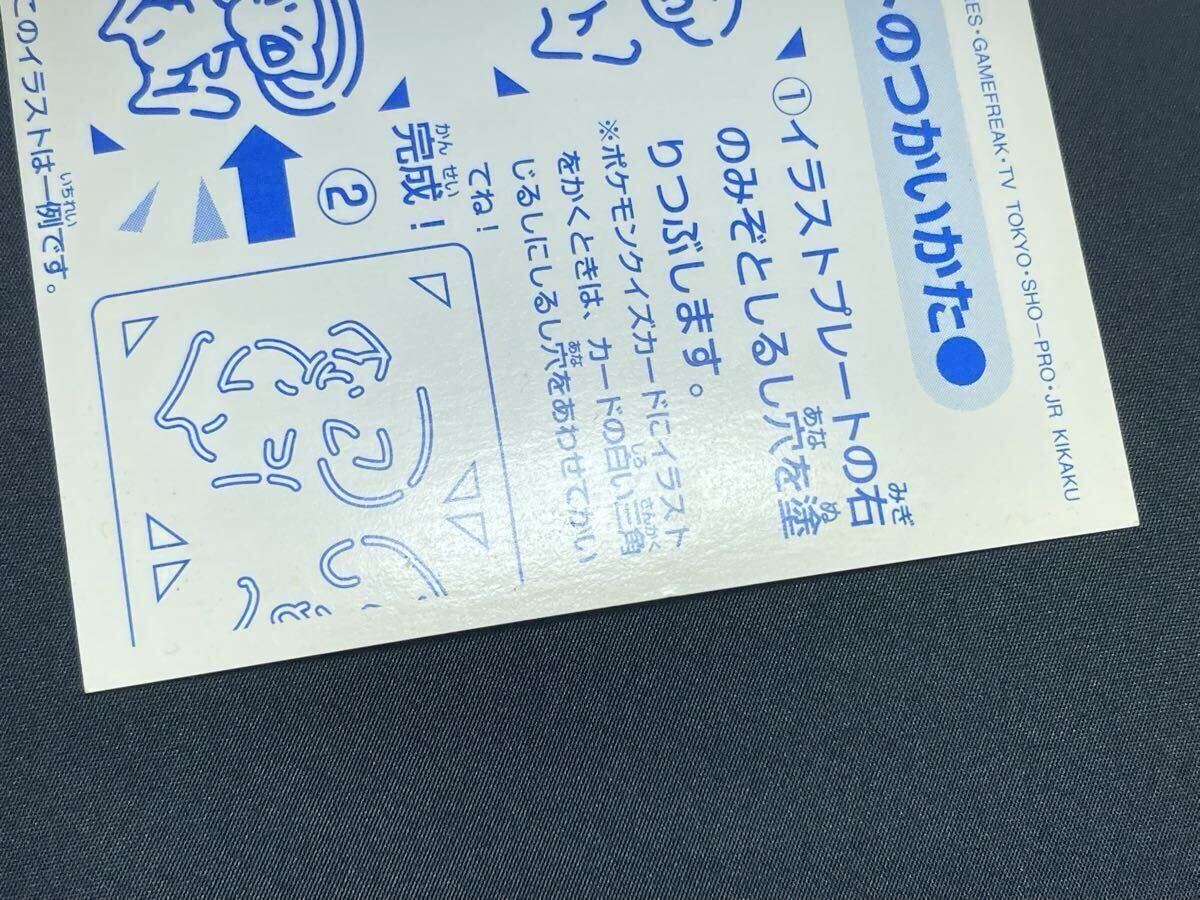 ES・GAMEFREAK・TV TOKYO・SHO-PRO・JR KIKAKU
のつかいかた●
①イラストプレートの右
のみぞとしるし穴を塗
りつぶします。
※ポケモンクイズカードにイラスト
をかくときは、カードの白い三角
じるしにしるし穴をあわせてかい
てね!
完成!
②
このイラストは一例です。